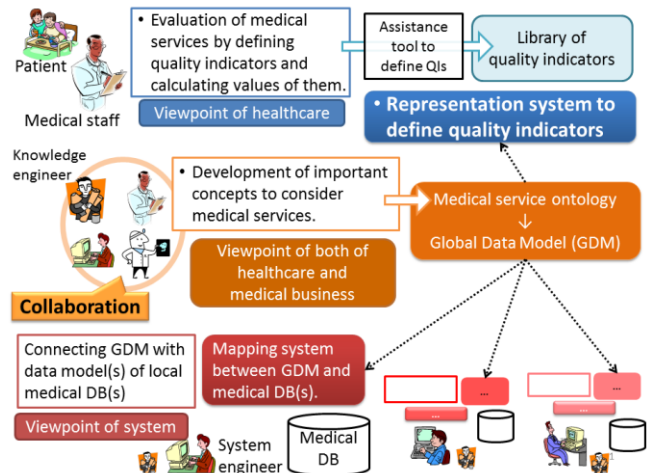 Patient
Medical staff
• Evaluation of medical
services by defining
quality indicators and
calculating values of them.
Viewpoint of healthcare
Assistance
tool to
define QIs
Library of
quality indicators
• Representation system to
define quality indicators
Knowledge
engineer
• Development of important
concepts to consider
medical services.
Viewpoint of both of
healthcare and
medical business
Medical service ontology
↓
Global Data Model (GDM)
Collaboration
Connecting GDM with
data model(s) of local
medical DB(s)
Viewpoint of system
Mapping system
between GDM and
medical DB(s).
System
engineer
Medical
DB
...
...
...
...
1